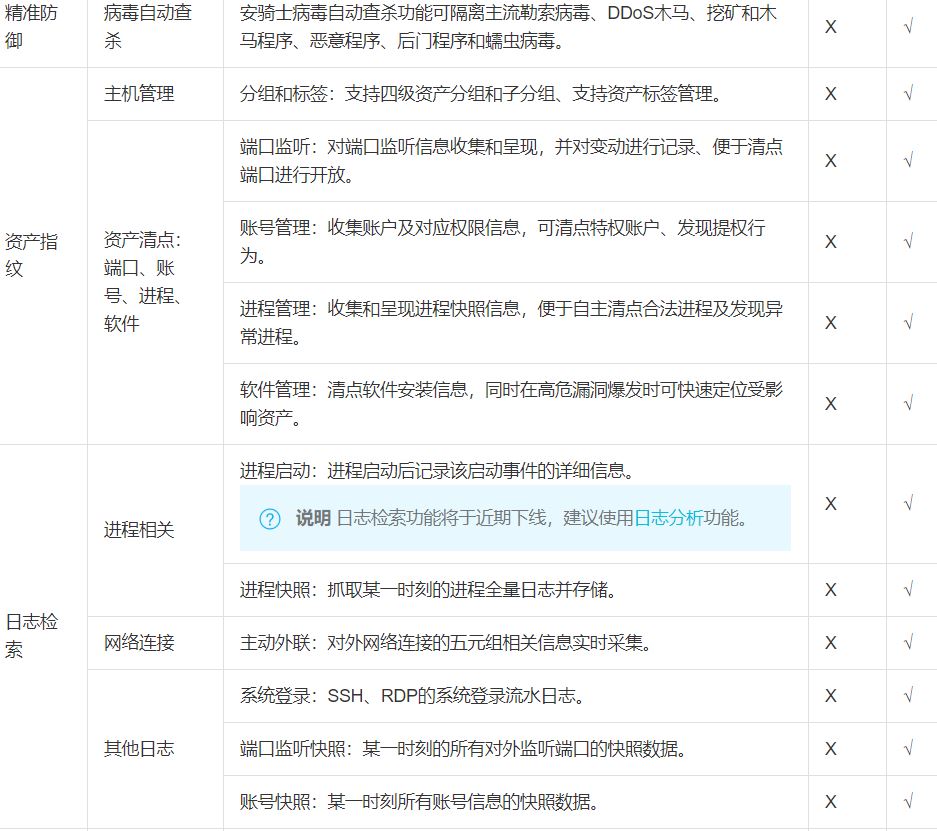 精准防
御
病毒自动查
杀
安骑士病毒自动查杀功能可隔离主流勒索病毒、DDoS木马、挖矿和木
马程序、恶意程序、后门程序和蠕虫病毒。
X
√
资产指
纹
主机管理
分组和标签：支持四级资产分组和子分组、支持资产标签管理。
X
√
资产清点：
端口、账
号、进程、
软件
端口监听：对端口监听信息收集和呈现，并对变动进行记录、便于清点
端口进行开放。
X
√
账号管理：收集账户及对应权限信息，可清点特权账户、发现提权行
为。
X
√
进程管理：收集和呈现进程快照信息，便于自主清点合法进程及发现异
常进程。
X
√
软件管理：清点软件安装信息，同时在高危漏洞爆发时可快速定位受影
响资产。
X
√
日志检
索
进程相关
进程启动：进程启动后记录该启动事件的详细信息。
? 说明 日志检索功能将于近期下线，建议使用日志分析功能。
X
√
进程快照：抓取某一时刻的进程全量日志并存储。
X
√
网络连接
主动外联：对外网络连接的五元组相关信息实时采集。
X
√
其他日志
系统登录：SSH、RDP的系统登录流水日志。
X
√
端口监听快照：某一时刻的所有对外监听端口的快照数据。
X
√
账号快照：某一时刻所有账号信息的快照数据。
X
√